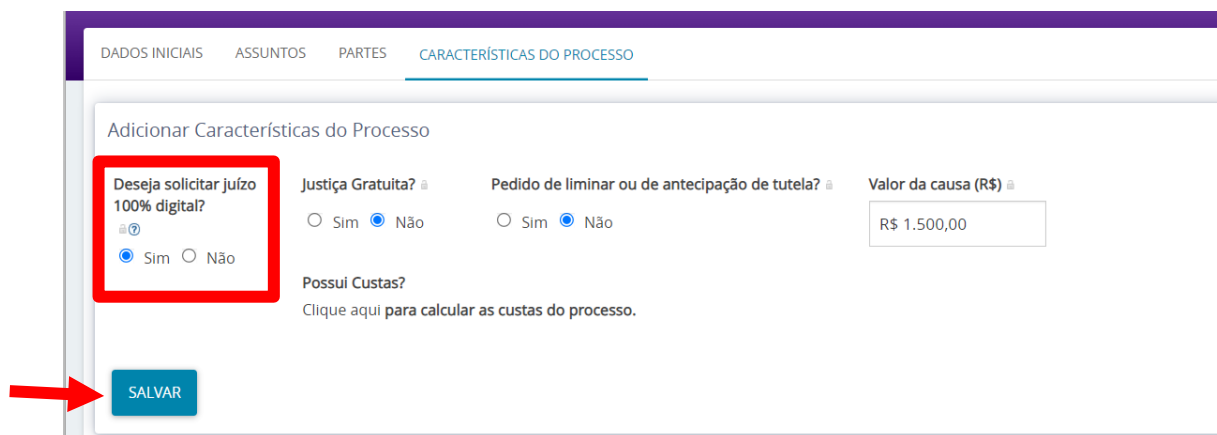 DADOS INICIAIS ASSUNTOS PARTES CARACTERÍSTICAS DO PROCESSO
Adicionar Características do Processo
Deseja solicitar juízo
100% digital?
?
Sim Não
Justiça Gratuita?
Sim Não
Pedido de liminar ou de antecipação de tutela?
Sim Não
Valor da causa (R$)
R$ 1.500,00
Possui Custas?
Clique aqui para calcular as custas do processo.
SALVAR